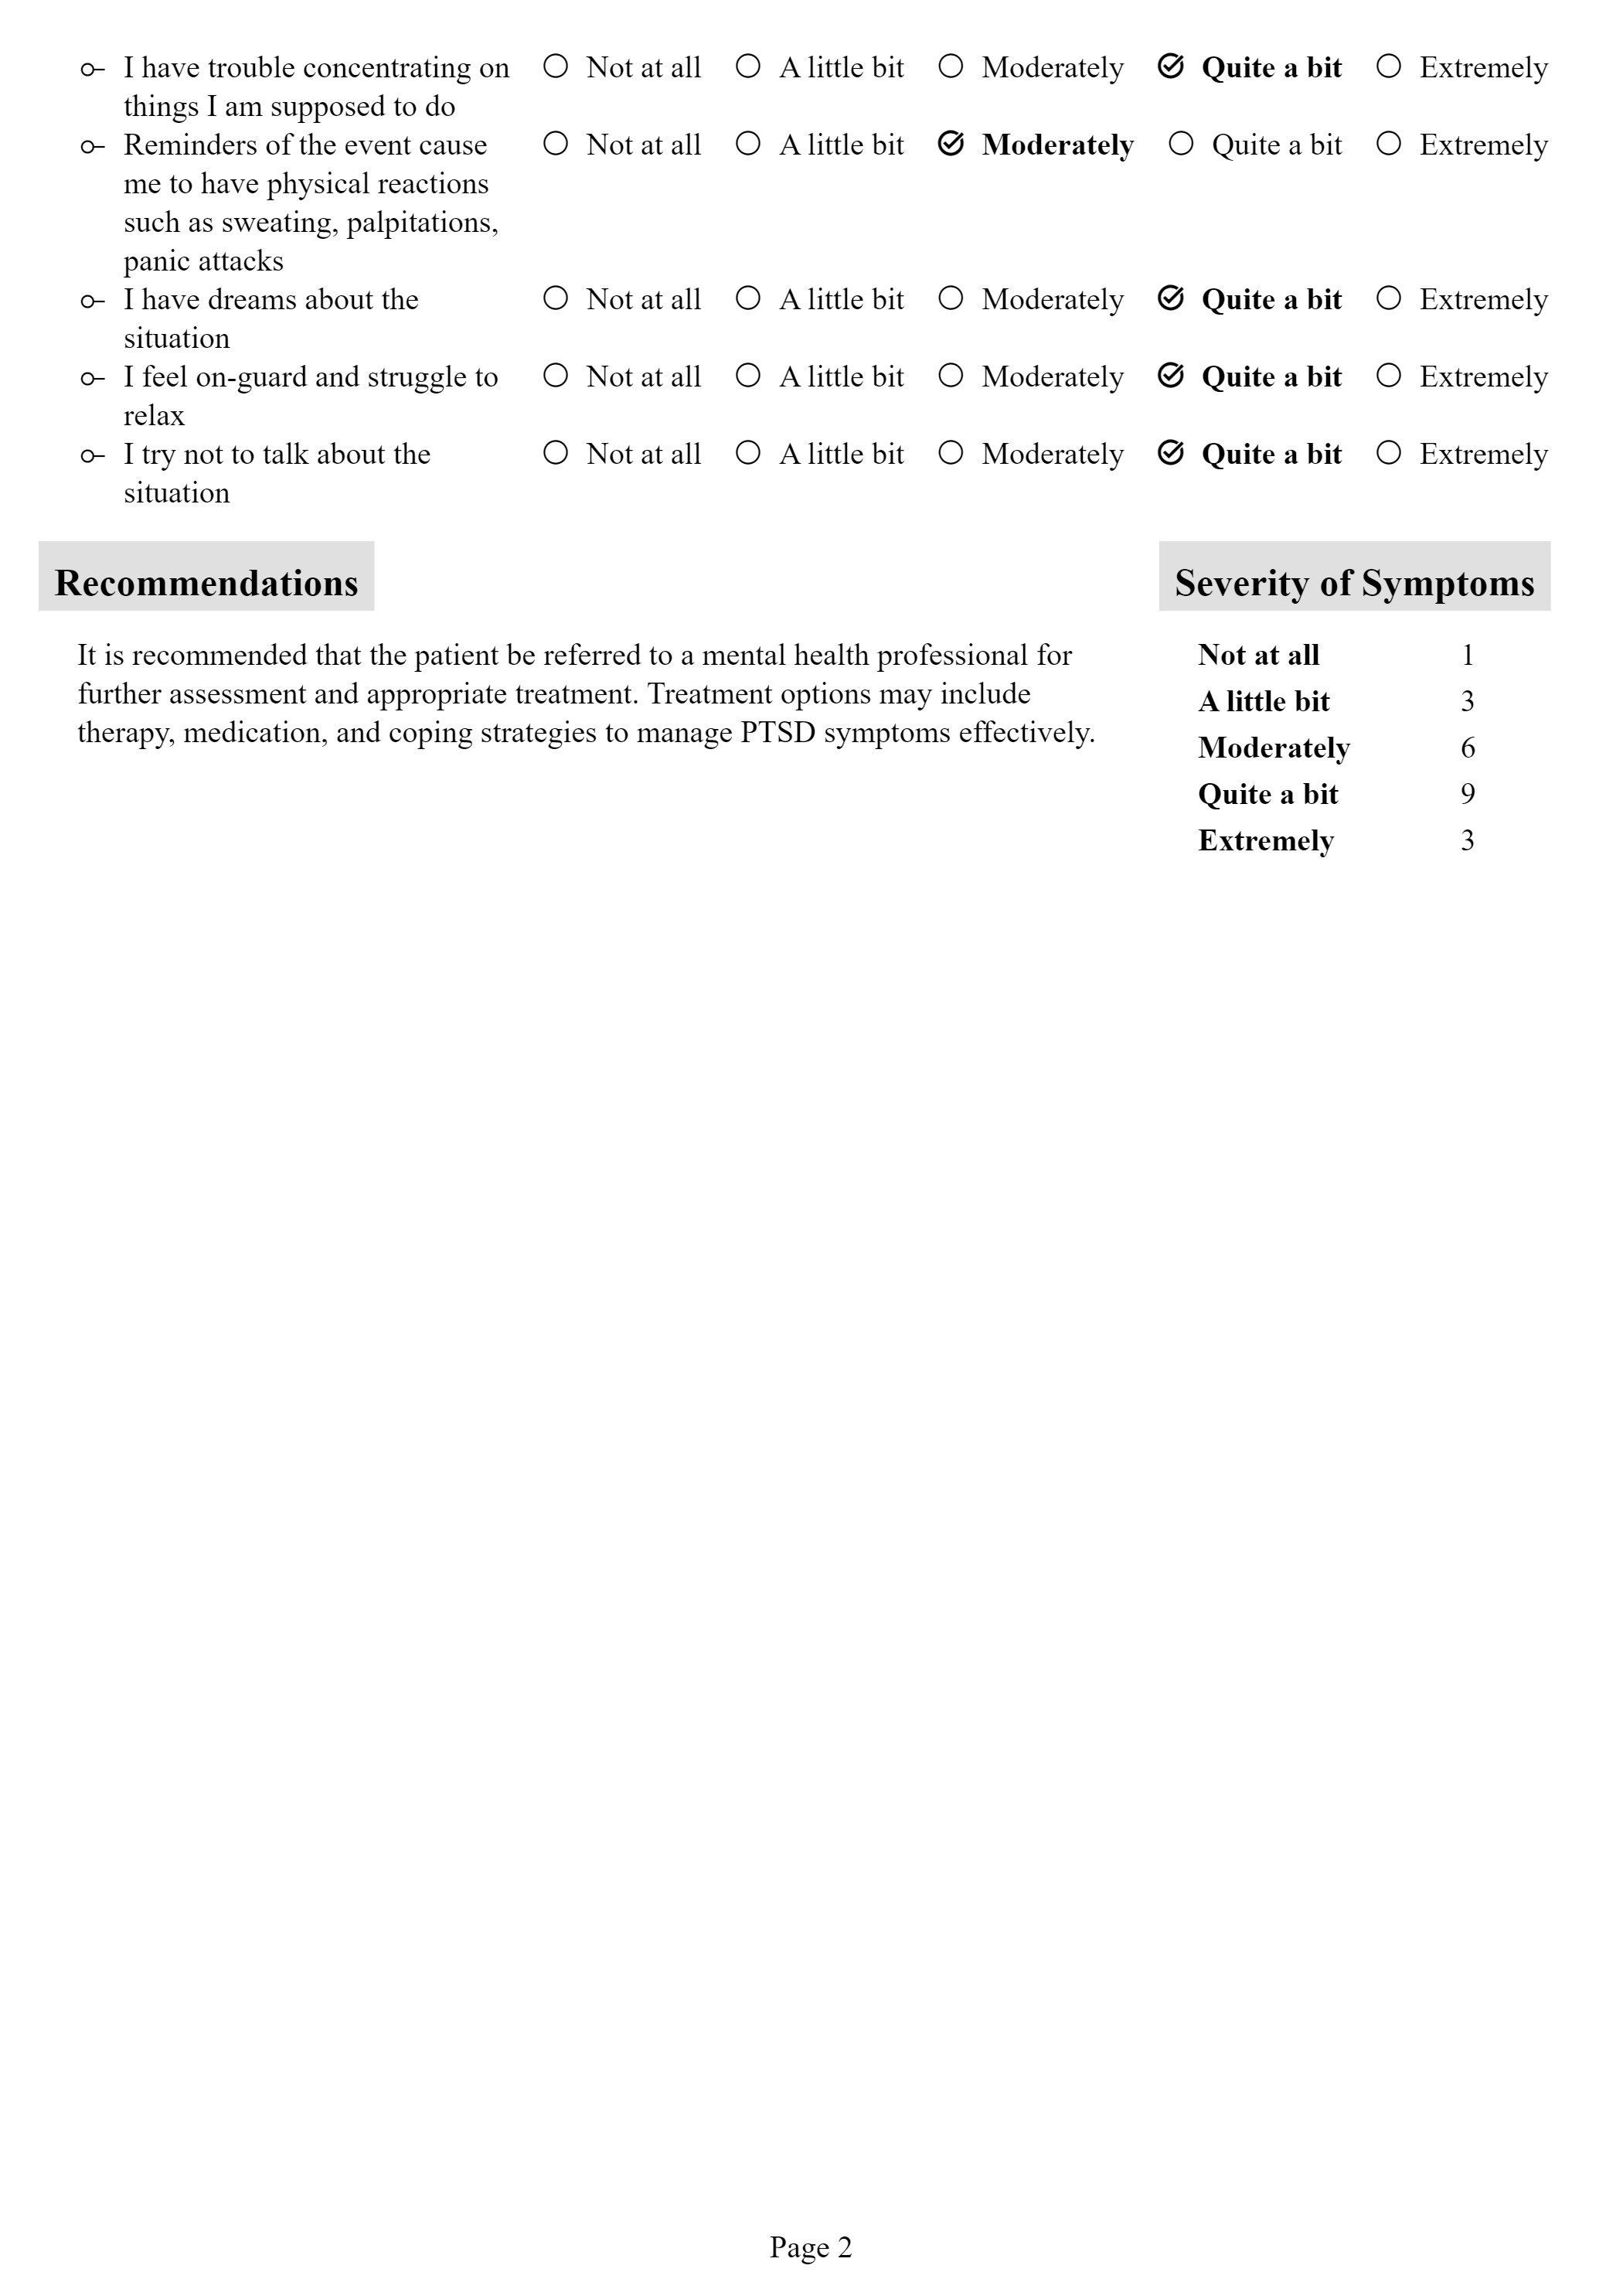 I have trouble concentrating on Not at all A little bit Moderately Quite a bit Extremely
things I am supposed to do
Reminders of the event cause Not at all A little bit Moderately Quite a bit Extremely
me to have physical reactions
such as sweating, palpitations,
panic attacks
I have dreams about the Not at all A little bit Moderately Quite a bit Extremely
situation
I feel on-guard and struggle to Not at all A little bit Moderately Quite a bit Extremely
relax
I try not to talk about the Not at all A little bit Moderately Quite a bit Extremely
situation
Recommendations
It is recommended that the patient be referred to a mental health professional for
further assessment and appropriate treatment. Treatment options may include
therapy, medication, and coping strategies to manage PTSD symptoms effectively.
Severity of Symptoms
Not at all 1
A little bit 3
Moderately 6
Quite a bit 9
Extremely 3
Page 2